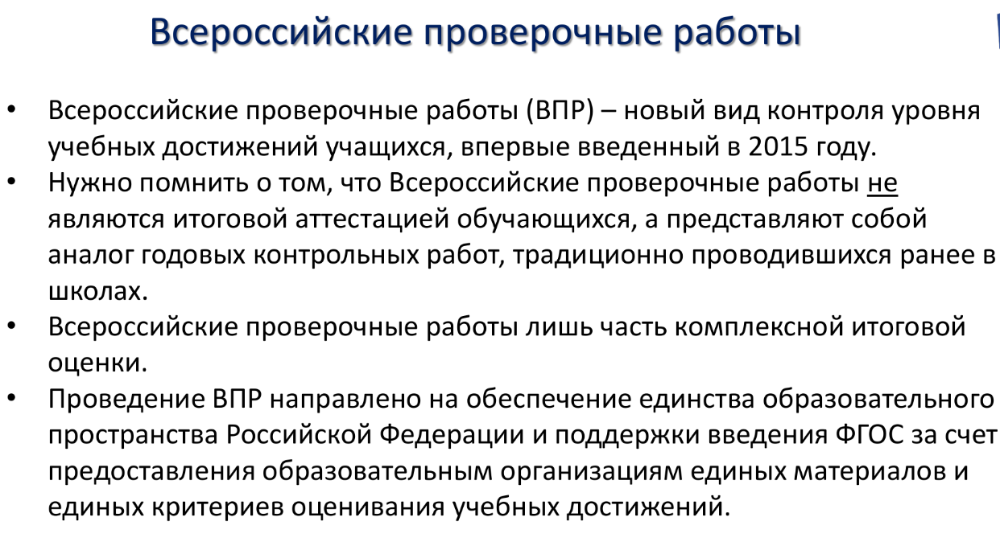 Всероссийские проверочные работы
• Всероссийские проверочные работы (ВПР) – новый вид контроля уровня
учебных достижений учащихся, впервые введенный в 2015 году.
• Нужно помнить о том, что Всероссийские проверочные работы не
являются итоговой аттестацией обучающихся, а представляют собой
аналог годовых контрольных работ, традиционно проводившихся ранее в
школах.
• Всероссийские проверочные работы лишь часть комплексной итоговой
оценки.
• Проведение ВПР направлено на обеспечение единства образовательного
пространства Российской Федерации и поддержки введения ФГОС за счет
предоставления образовательным организациям единых материалов и
единых критериев оценивания учебных достижений.